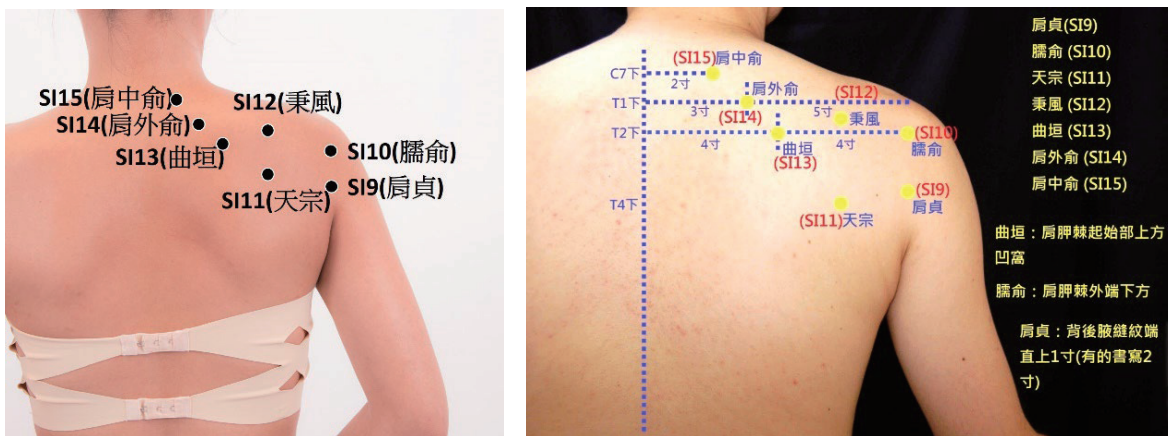 SI15(肩中俞)
SI12(秉風)
SI14(肩外俞)
SI13(曲垣)
SI10(臑俞)
SI11(天宗)
SI9(肩貞)
(SI15)肩中俞
C7下
2寸
肩外俞
(SI12)
T1下
3寸
(SI14)
5寸
秉風
T2下
4寸
曲垣
(SI13)
4寸
(SI10)
臑俞
T4下
(SI9)
肩貞
(SI11)天宗
肩貞(SI9)
臑俞 (SI10)
天宗 (SI11)
秉風 (SI12)
曲垣 (SI13)
肩外俞 (SI14)
肩中俞 (SI15)
曲垣：肩胛棘起始部上方
凹窩
臑俞：肩胛棘外端下方
肩貞：背後腋縫紋端
直上1寸(有的書寫2
寸)